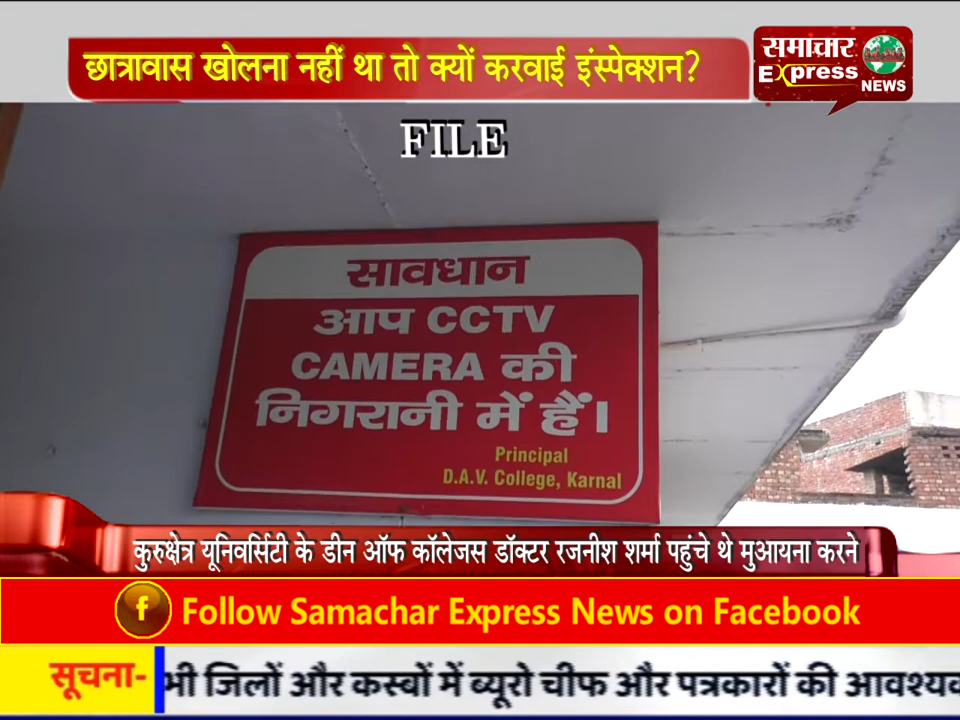 छात्रावास खोलना नहीं था तो क्यों करवाई इंस्पेक्शन?
समाचार
Express
NEWS
FILE
सावधान
आप CCTV
CAMERA की
निगरानी में हैं।
Principal
D.A.V. College, Karnal
कुरुक्षेत्र यूनिवर्सिटी के डीन ऑफ कॉलेजस डॉक्टर रजनीश शर्मा पहुंचे थे मुआयना करने
f Follow Samachar Express News on Facebook
सूचना- भी जिलों और कस्बों में ब्यूरो चीफ और पत्रकारों की